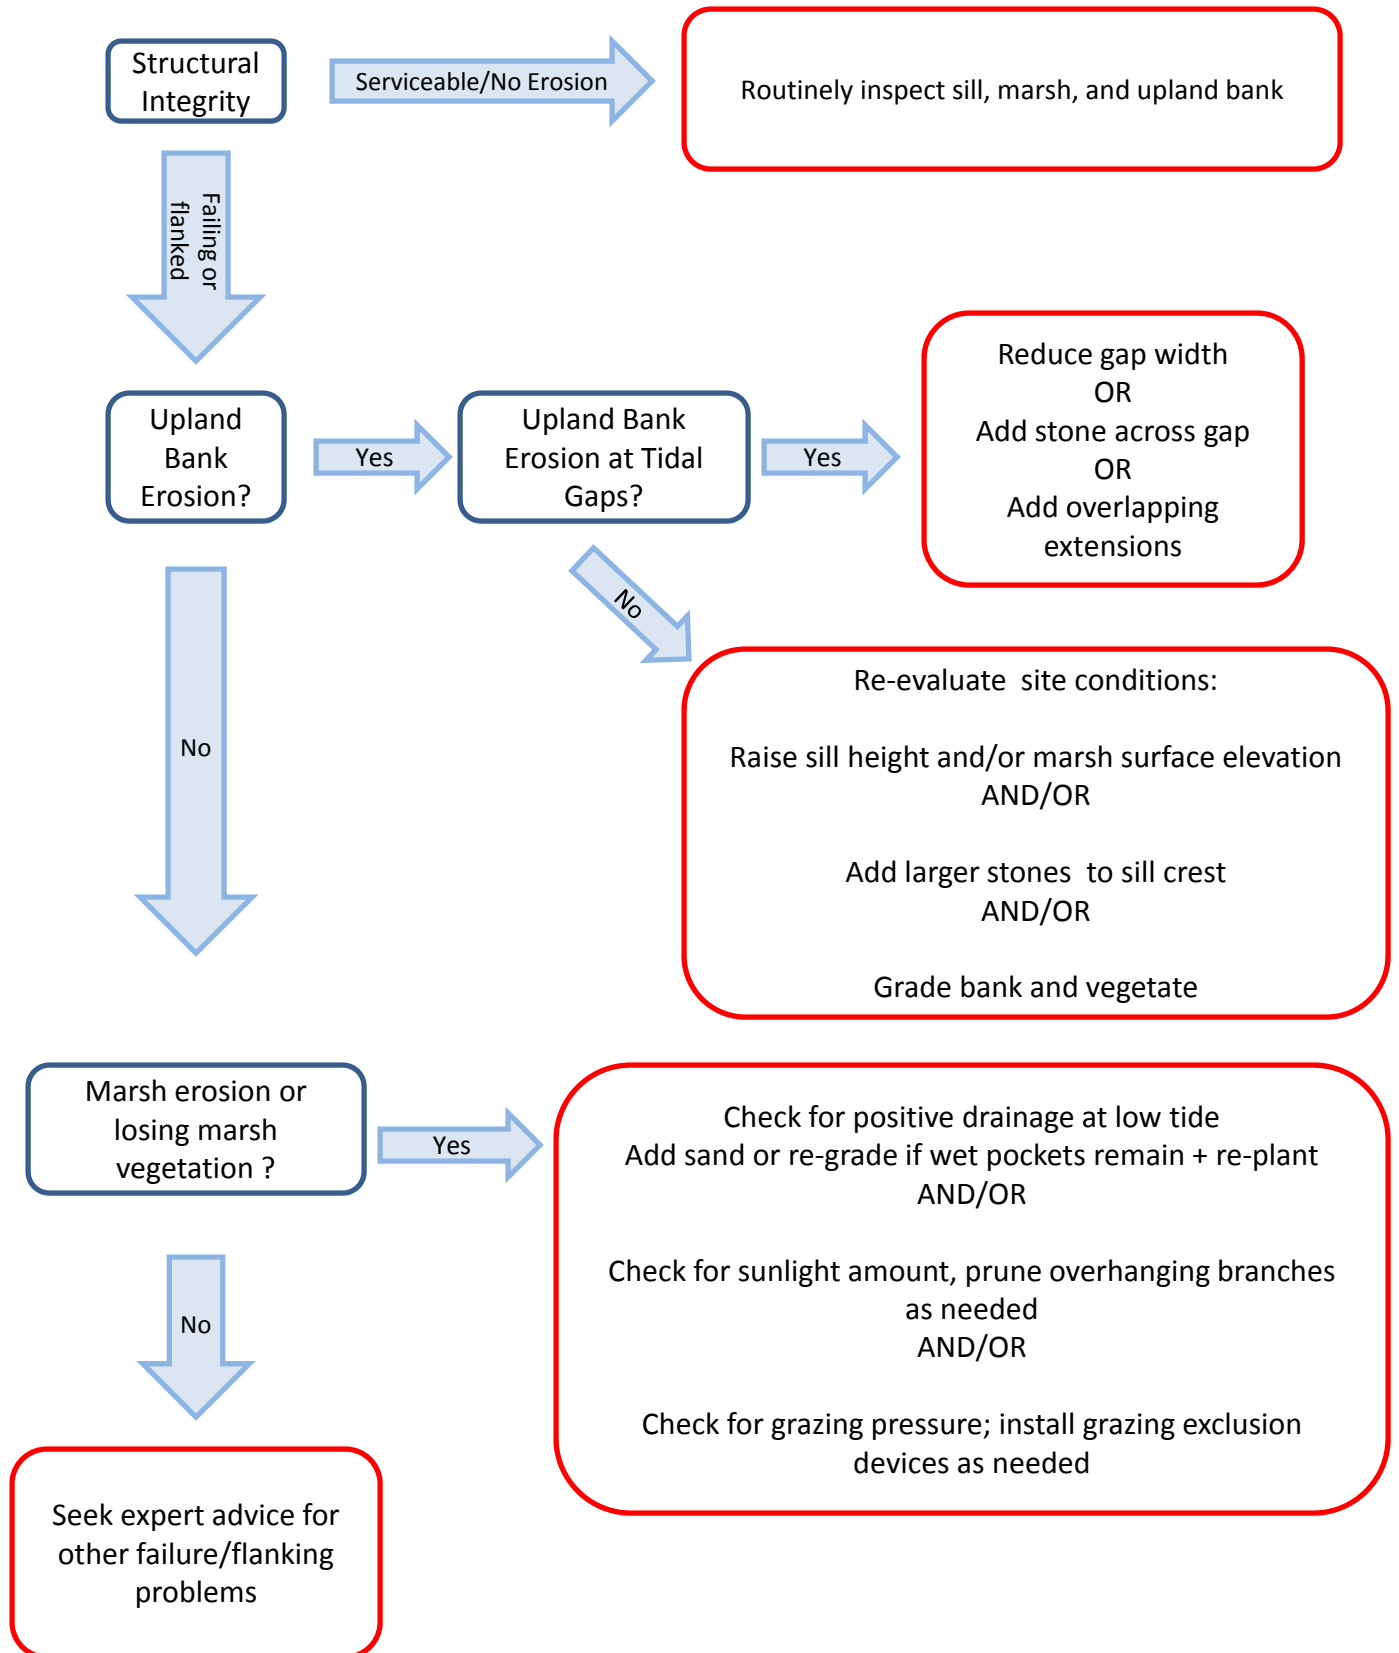 Structural
Integrity
Serviceable/No Erosion
Routinely inspect sill, marsh, and upland bank
Failing or
flanked
Upland
Bank
Erosion?
Yes
Upland Bank
Erosion at Tidal
Gaps?
Yes
Reduce gap width
OR
Add stone across gap
OR
Add overlapping
extensions
No
No
Re-evaluate  site conditions:
Raise sill height and/or marsh surface elevation
AND/OR
Add larger stones  to sill crest
AND/OR
Grade bank and vegetate
Marsh erosion or
losing marsh
vegetation ?
Yes
Check for positive drainage at low tide
Add sand or re-grade if wet pockets remain + re-plant
AND/OR
Check for sunlight amount, prune overhanging branches
as needed
AND/OR
Check for grazing pressure; install grazing exclusion
devices as needed
No
Seek expert advice for
other failure/flanking
problems